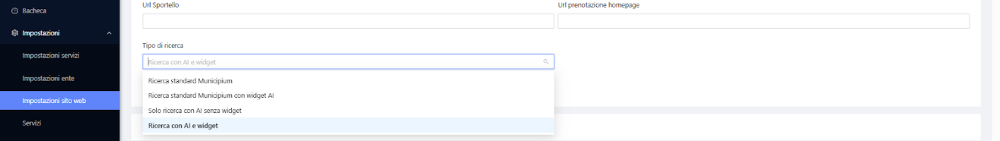 Bacheca
Impostazioni
Impostazioni servizi
Impostazioni ente
Impostazioni sito web
Servizi
Url Sportello
Url prenotazione homepage
Tipo di ricerca
Ricerca con AI e widget
Ricerca standard Municipium
Ricerca standard Municipium con widget AI
Solo ricerca con AI senza widget
Ricerca con AI e widget